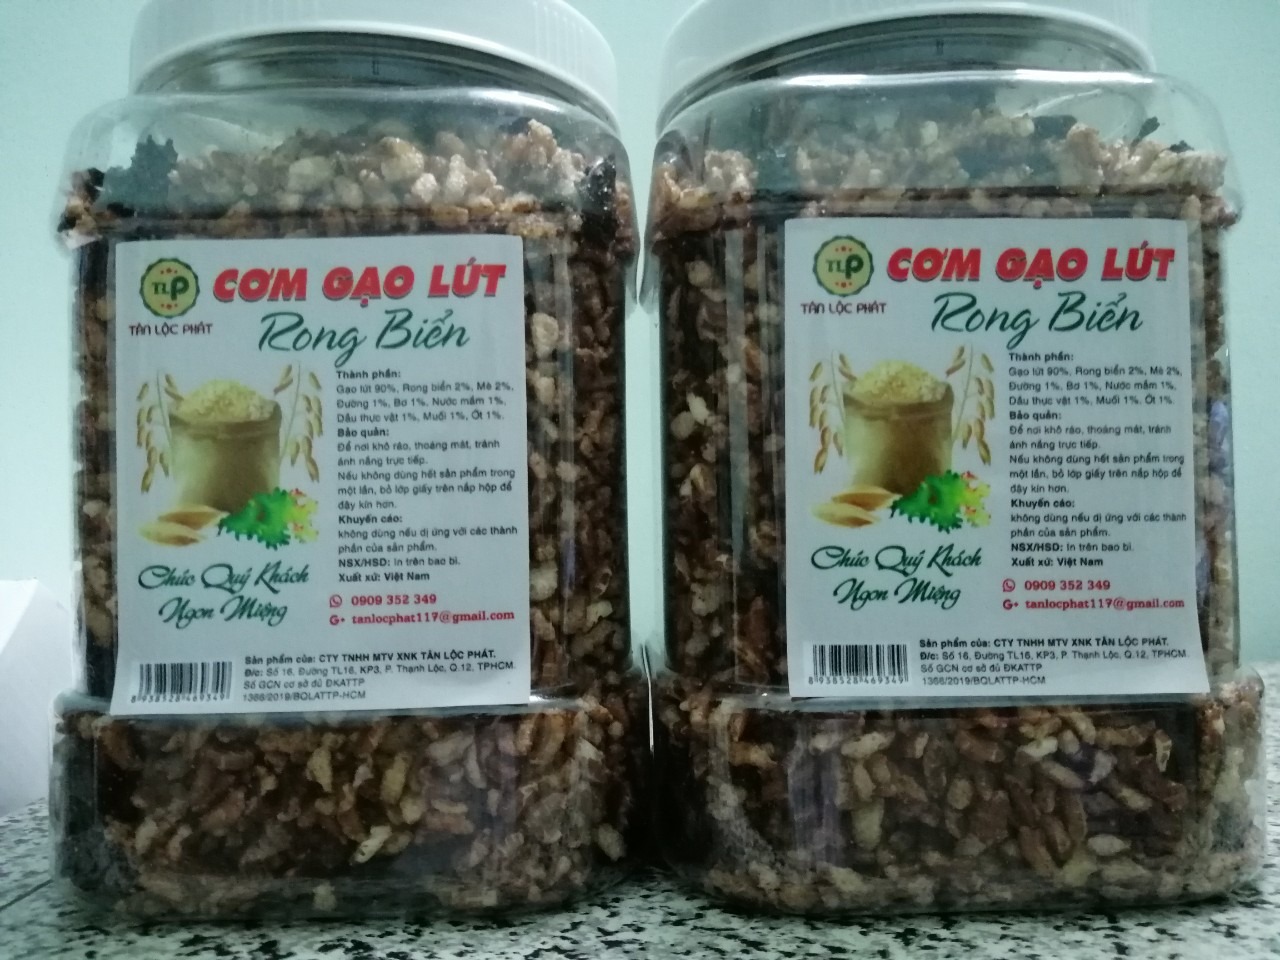 TLP
TÂN LỘC PHÁT
CƠM GẠO LỨT
Rong Biển
Thành phần:
Gạo lứt 90%, Rong biển 2%, Mè 2%,
Đường 1%, Bơ 1%, Nước mắm 1%,
Dầu thực vật 1%, Muối 1%, Ớt 1%.
Bảo quản:
Để nơi khô ráo, thoáng mát, tránh
ánh nắng trực tiếp.
Nếu không dùng hết sản phẩm trong
một lần, bỏ lớp giấy trên nắp hộp để
đậy kín hơn.
Khuyến cáo:
không dùng nếu dị ứng với các thành
phần của sản phẩm.
NSX/HSD: In trên bao bì.
Xuất xứ: Việt Nam
Chúc Quý Khách
Ngon Miệng
0909 352 349
G+ tanlocphat117@gmail.com
8 938528 469349
Sản phẩm của: CTY TNHH MTV XNK TÂN LỘC PHÁT.
Đ/c: Số 16, Đường TL16, KP3, P. Thạnh Lộc, Q.12, TPHCM.
Số GCN cơ sở đủ ĐKATTP
1366/2019/BQLATTP-HCM
TLP
TÂN LỘC PHÁT
CƠM GẠO LỨT
Rong Biển
Thành phần:
Gạo lứt 90%, Rong biển 2%, Mè 2%,
Đường 1%, Bơ 1%, Nước mắm 1%,
Dầu thực vật 1%, Muối 1%, Ớt 1%.
Bảo quản:
Để nơi khô ráo, thoáng mát, tránh
ánh nắng trực tiếp.
Nếu không dùng hết sản phẩm trong
một lần, bỏ lớp giấy trên nắp hộp để
đậy kín hơn.
Khuyến cáo:
không dùng nếu dị ứng với các thành
phần của sản phẩm.
NSX/HSD: In trên bao bì.
Xuất xứ: Việt Nam
Chúc Quý Khách
Ngon Miệng
0909 352 349
G+ tanlocphat117@gmail.com
8 938528 469349
Sản phẩm của: CTY TNHH MTV XNK TÂN LỘC PHÁT.
Đ/c: Số 16, Đường TL16, KP3, P. Thạnh Lộc, Q.12, TPHCM.
Số GCN cơ sở đủ ĐKATTP
1366/2019/BQLATTP-HCM